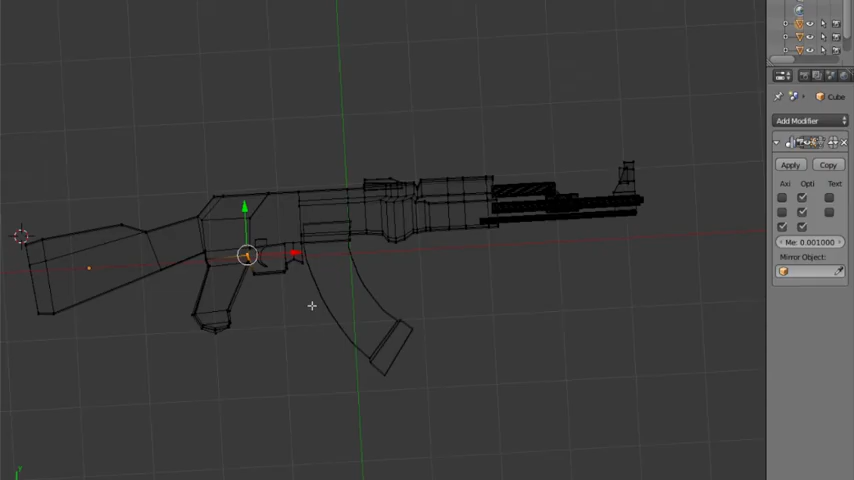 Cube
Add Modifier
Apply Copy
Axi Opti Text
Me: 0.001000
Mirror Object:
Y